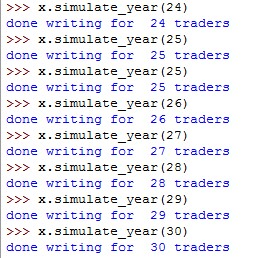 >>> x.simulate_year(24)
done writing for  24 traders
>>> x.simulate_year(25)
done writing for  25 traders
>>> x.simulate_year(25)
done writing for  25 traders
>>> x.simulate_year(26)
done writing for  26 traders
>>> x.simulate_year(27)
done writing for  27 traders
>>> x.simulate_year(28)
done writing for  28 traders
>>> x.simulate_year(29)
done writing for  29 traders
>>> x.simulate_year(30)
done writing for  30 traders